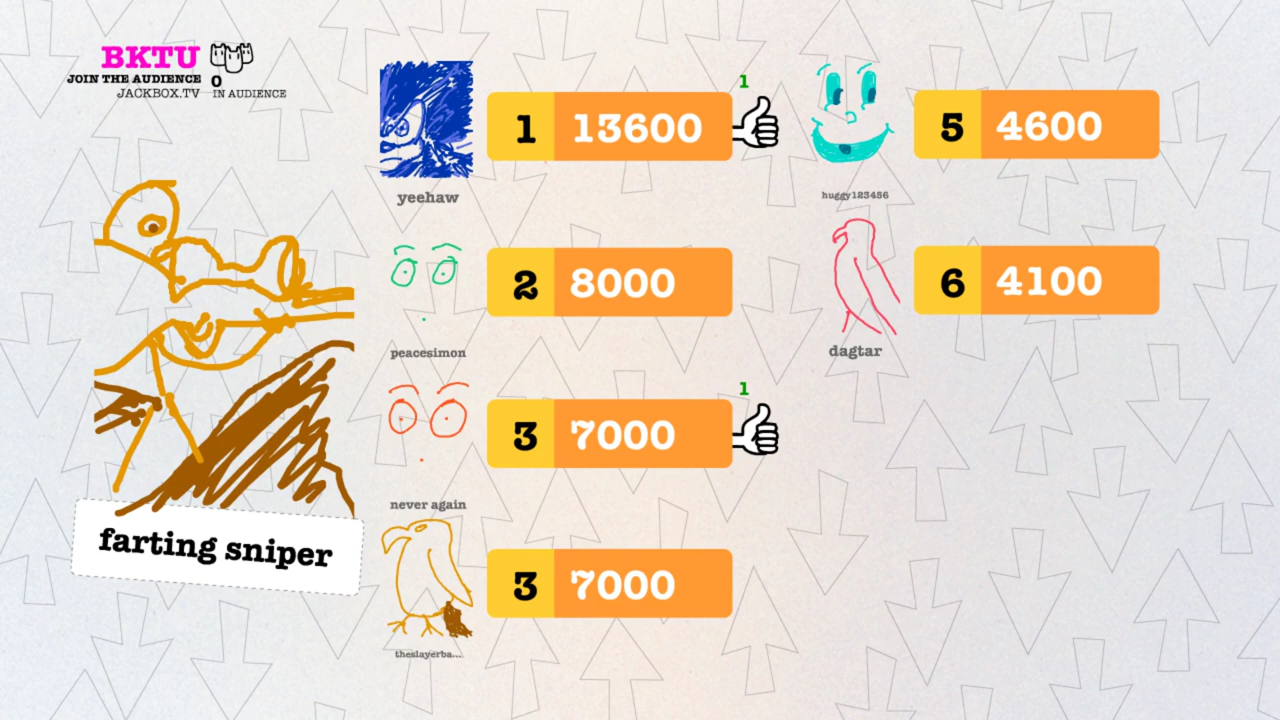 BKTU
JOIN THE AUDIENCE
JACKBOX.TV
0
IN AUDIENCE
farting sniper
1 13600
1
yeehaw
2 8000
peacesimon
3 7000
1
never again
3 7000
theslayerba...
5 4600
huggy123456
6 4100
dagtar